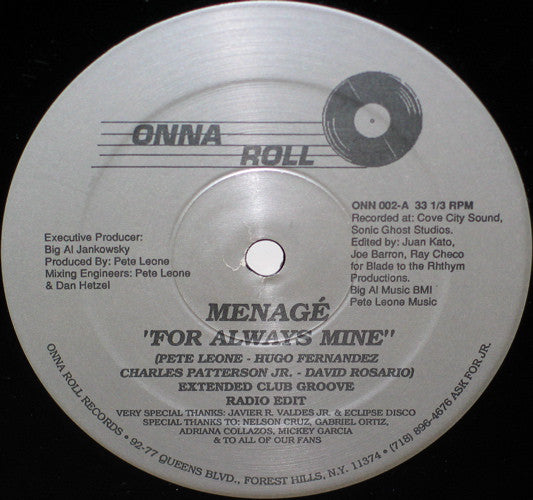 ONNA
ROLL
ONN 002-A 33 1/3 RPM
Recorded at: Cove City Sound,
Sonic Ghost Studios.
Edited by: Juan Kato,
Joe Barron, Ray Checo
for Blade to the Rhthym
Productions.
Big Al Music BMI
Pete Leone Music
Executive Producer:
Big Al Jankowsky
Produced By: Pete Leone
Mixing Engineers: Pete Leone
& Dan Hetzel
MENAGÉ
"FOR ALWAYS MINE"
(PETE LEONE - HUGO FERNANDEZ
CHARLES PATTERSON JR. - DAVID ROSARIO)
EXTENDED CLUB GROOVE
RADIO EDIT
VERY SPECIAL THANKS: JAVIER R. VALDES JR. & ECLIPSE DISCO
SPECIAL THANKS TO: NELSON CRUZ, GABRIEL ORTIZ,
ADRIANA COLLAZOS, MICKEY GARCIA
& TO ALL OF OUR FANS
ONNA ROLL RECORDS • 92-77 QUEENS BLVD., FOREST HILLS, N.Y. 11374 • (718) 896-4676 ASK FOR JR.